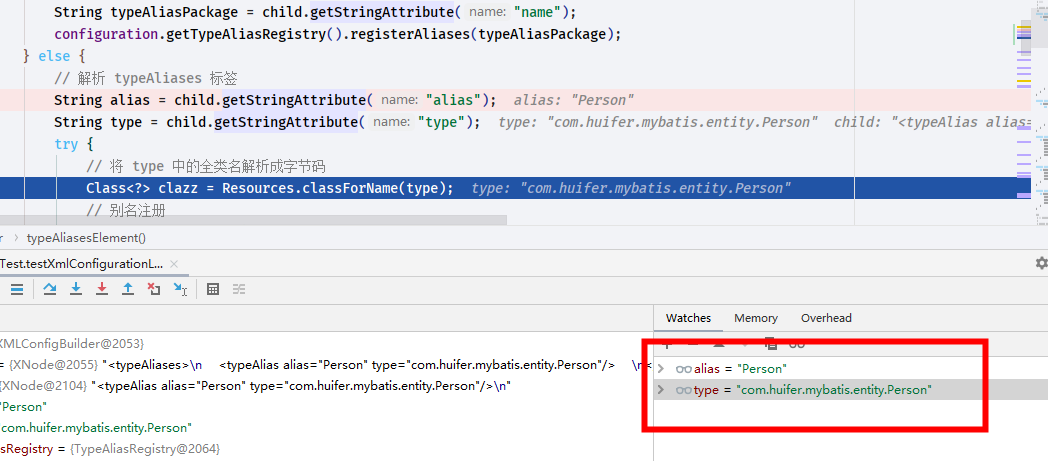 String typeAliasPackage = child.getStringAttribute( name: "name");
configuration.getTypeAliasRegistry().registerAliases(typeAliasPackage);
} else {
// 解析 typeAliases 标签
String alias = child.getStringAttribute( name: "alias"); alias: "Person"
String type = child.getStringAttribute( name: "type"); type: "com.huifer.mybatis.entity.Person" child: "<typeAlias alias=
try {
// 将 type 中的全类名解析成字节码
Class<?> clazz = Resources.classForName(type); type: "com.huifer.mybatis.entity.Person"
// 别名注册
r › typeAliasesElement()
Test.testXmlConfigurationL... ×
Watches Memory Overhead
XMLConfigBuilder@2053}
= {XNode@2055} "<typeAliases>\n <typeAlias alias="Person" type="com.huifer.mybatis.entity.Person"/> \n<
{XNode@2104} "<typeAlias alias="Person" type="com.huifer.mybatis.entity.Person"/>\n"
"Person"
"com.huifer.mybatis.entity.Person"
sRegistry = {TypeAliasRegistry@2064}
alias = "Person"
type = "com.huifer.mybatis.entity.Person"